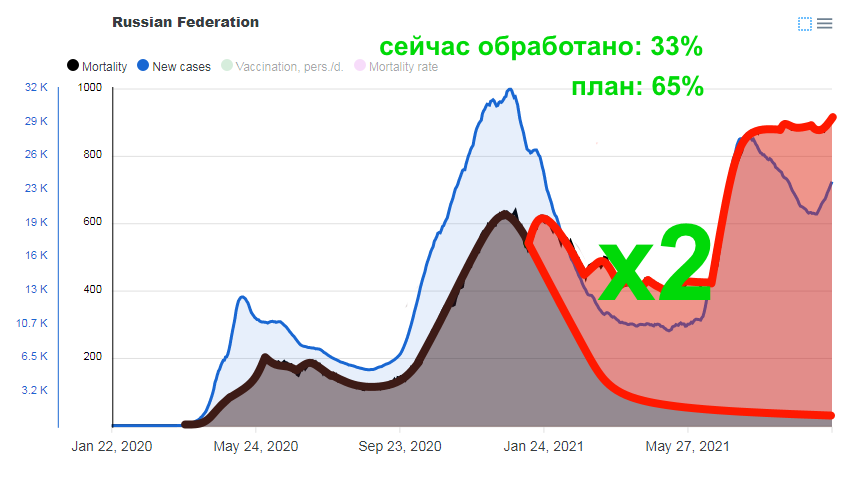 Russian Federation
сейчас обработано: 33%
Mortality New cases Vaccination, pers./d. Mortality rate
план: 65%
32 K 1000
29 K
26 K 800
23 K
19 K 600
16 K
x2
13 K 400
10.7 K
6.5 K 200
3.2 K
Jan 22, 2020 May 24, 2020 Sep 23, 2020 Jan 24, 2021 May 27, 2021